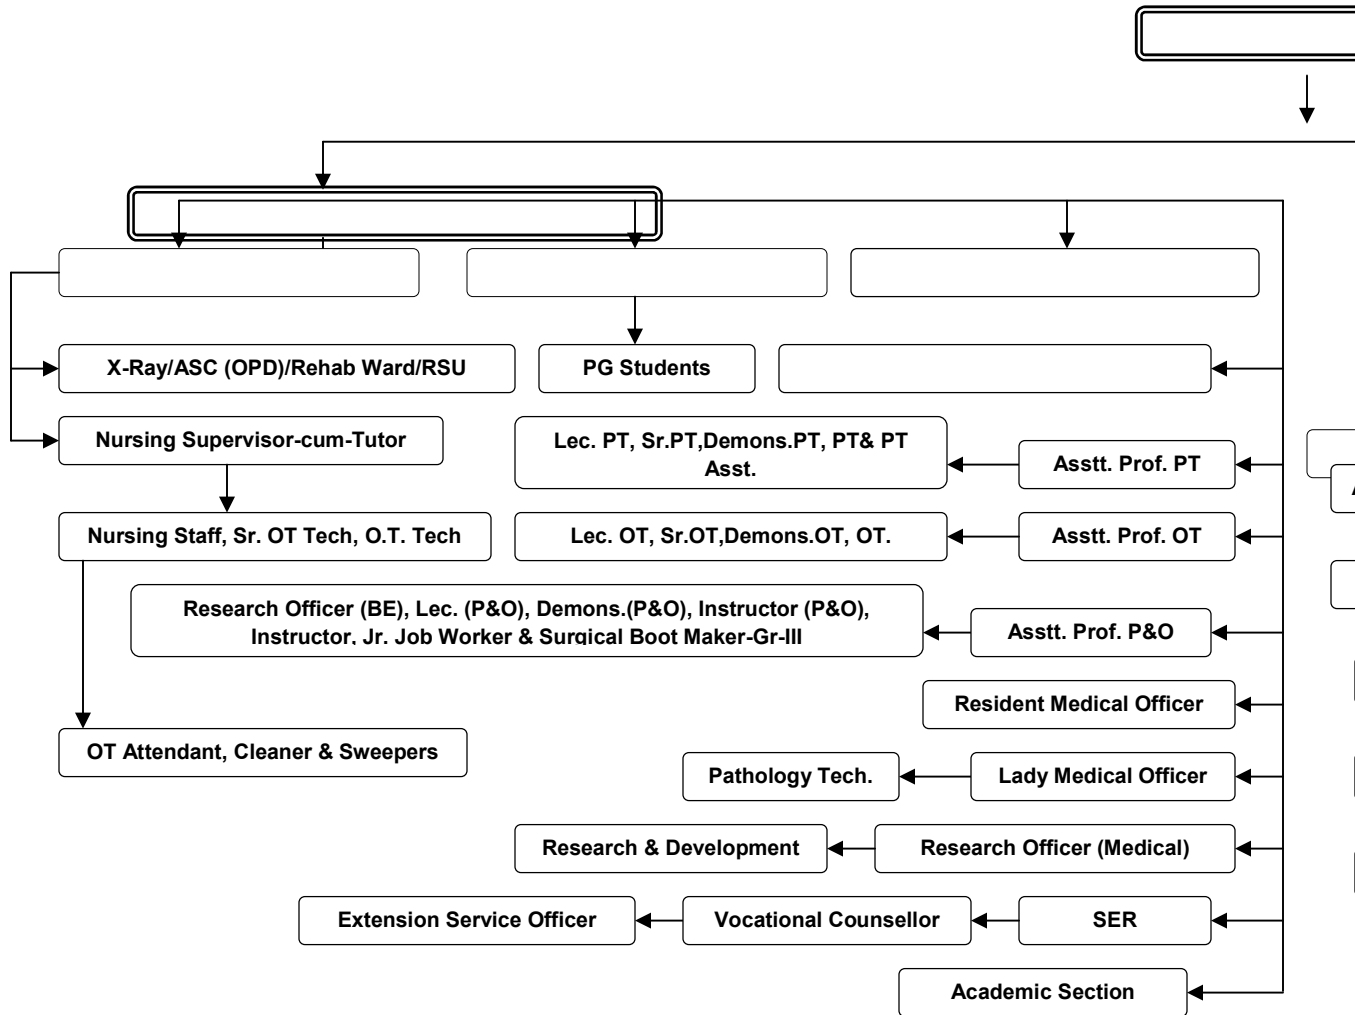 X-Ray/ASC (OPD)/Rehab Ward/RSU
PG Students
Nursing Supervisor-cum-Tutor
Lec. PT, Sr.PT,Demons.PT, PT& PT
Asst.
Asstt. Prof. PT
Nursing Staff, Sr. OT Tech, O.T. Tech
Lec. OT, Sr.OT,Demons.OT, OT.
Asstt. Prof. OT
Research Officer (BE), Lec. (P&O), Demons.(P&O), Instructor (P&O),
Instructor, Jr. Job Worker & Surgical Boot Maker-Gr-III
Asstt. Prof. P&O
Resident Medical Officer
OT Attendant, Cleaner & Sweepers
Pathology Tech.
Lady Medical Officer
Research & Development
Research Officer (Medical)
Extension Service Officer
Vocational Counsellor
SER
Academic Section